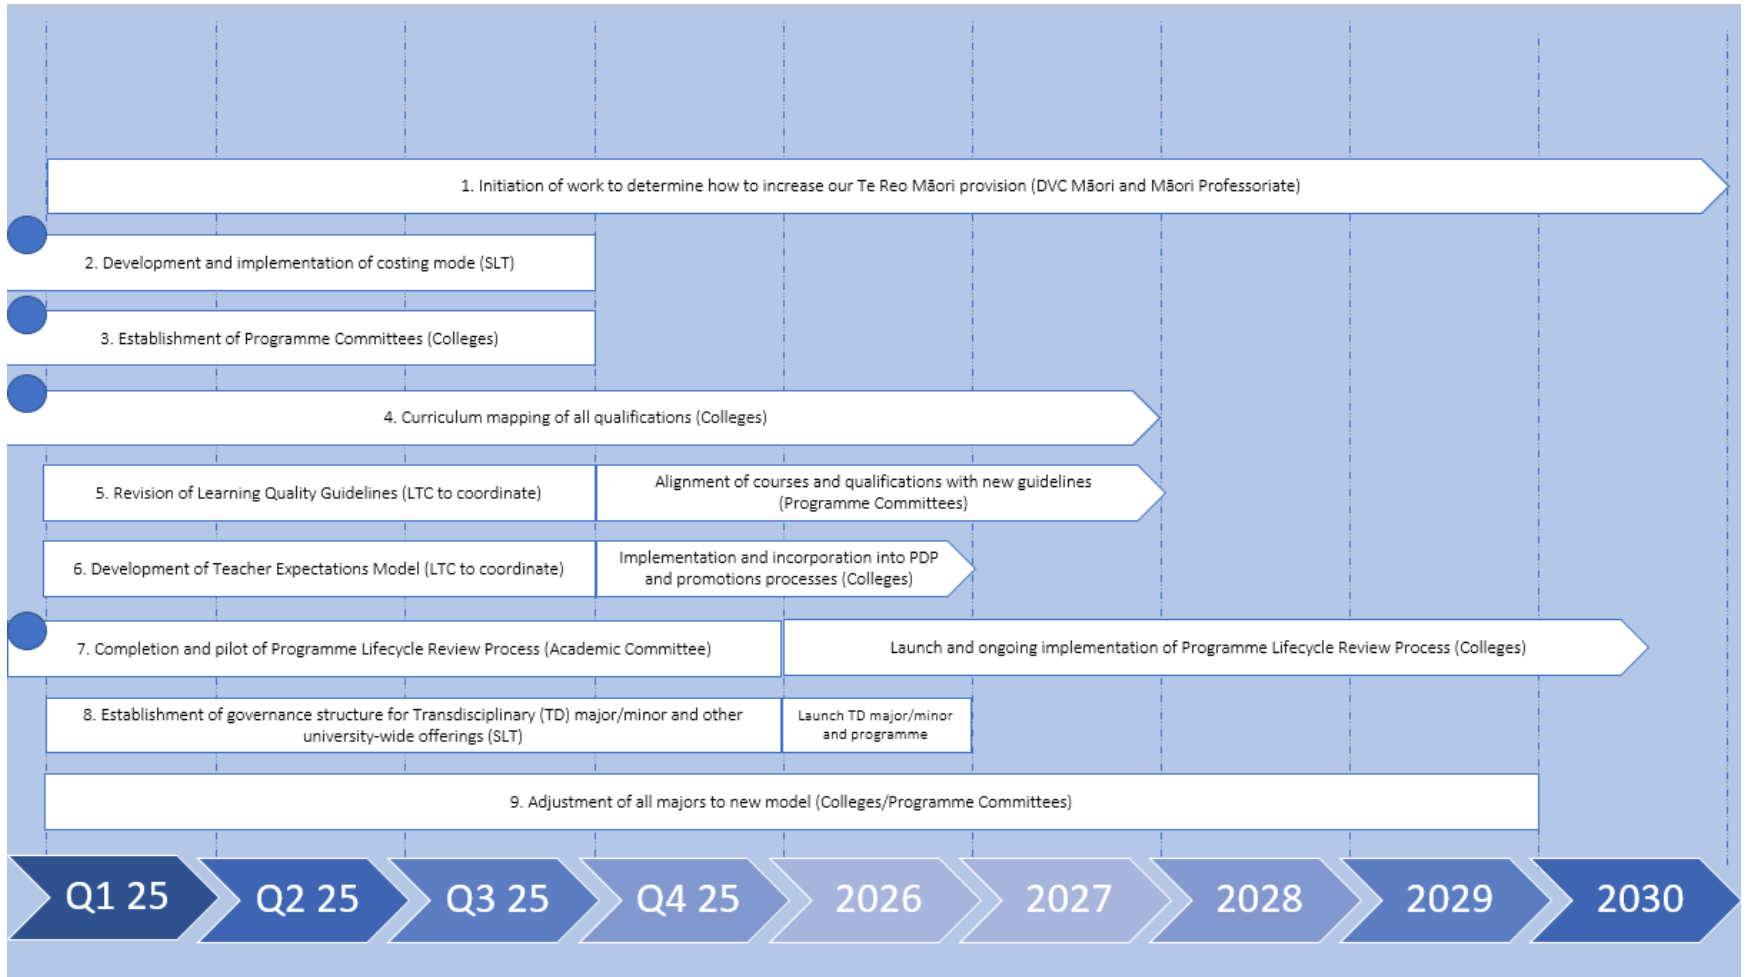 1. Initiation of work to determine how to increase our Te Reo Māori provision (DVC Māori and Māori Professoriate)
2. Development and implementation of costing mode (SLT)
3. Establishment of Programme Committees (Colleges)
4. Curriculum mapping of all qualifications (Colleges)
5. Revision of Learning Quality Guidelines (LTC to coordinate)
Alignment of courses and qualifications with new guidelines
(Programme Committees)
6. Development of Teacher Expectations Model (LTC to coordinate)
Implementation and incorporation into PDP
and promotions processes (Colleges)
7. Completion and pilot of Programme Lifecycle Review Process (Academic Committee)
Launch and ongoing implementation of Programme Lifecycle Review Process (Colleges)
8. Establishment of governance structure for Transdisciplinary (TD) major/minor and other
university-wide offerings (SLT)
Launch TD major/minor
and programme
9. Adjustment of all majors to new model (Colleges/Programme Committees)
Q1 25
Q2 25
Q3 25
Q4 25
2026
2027
2028
2029
2030